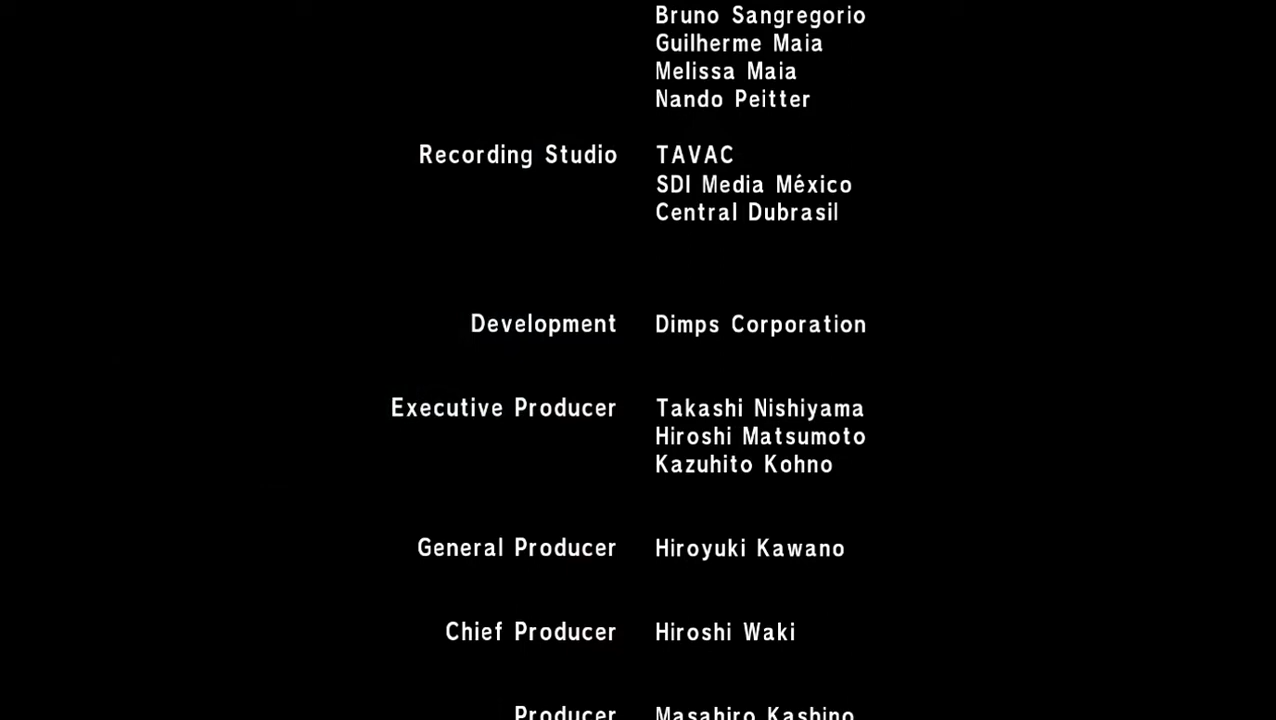 Bruno Sangregorio
Guilherme Maia
Melissa Maia
Nando Peitter
Recording Studio TAVAC
SDI Media México
Central Dubrasil
Development Dimps Corporation
Executive Producer Takashi Nishiyama
Hiroshi Matsumoto
Kazuhito Kohno
General Producer Hiroyuki Kawano
Chief Producer Hiroshi Waki
Producer Masahiro Kashino